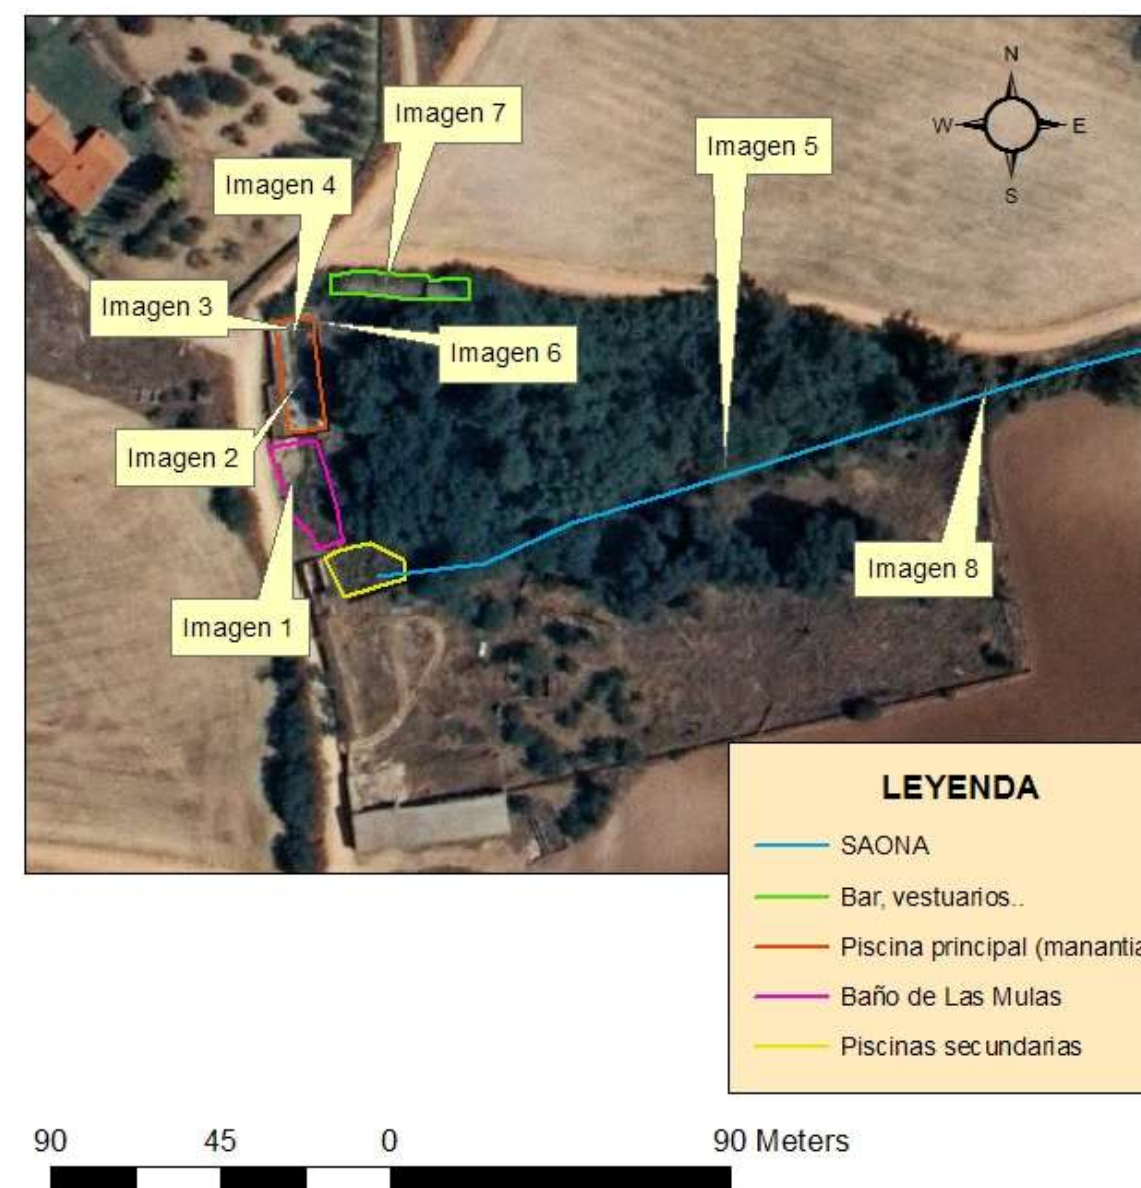 N
W E
S
Imagen 7
Imagen 5
Imagen 4
Imagen 3
Imagen 6
Imagen 2
Imagen 8
Imagen 1
LEYENDA
SAONA
Bar, vestuarios..
Piscina principal (manantia
Baño de Las Mulas
Piscinas secundarias
90 45 0 90 Meters